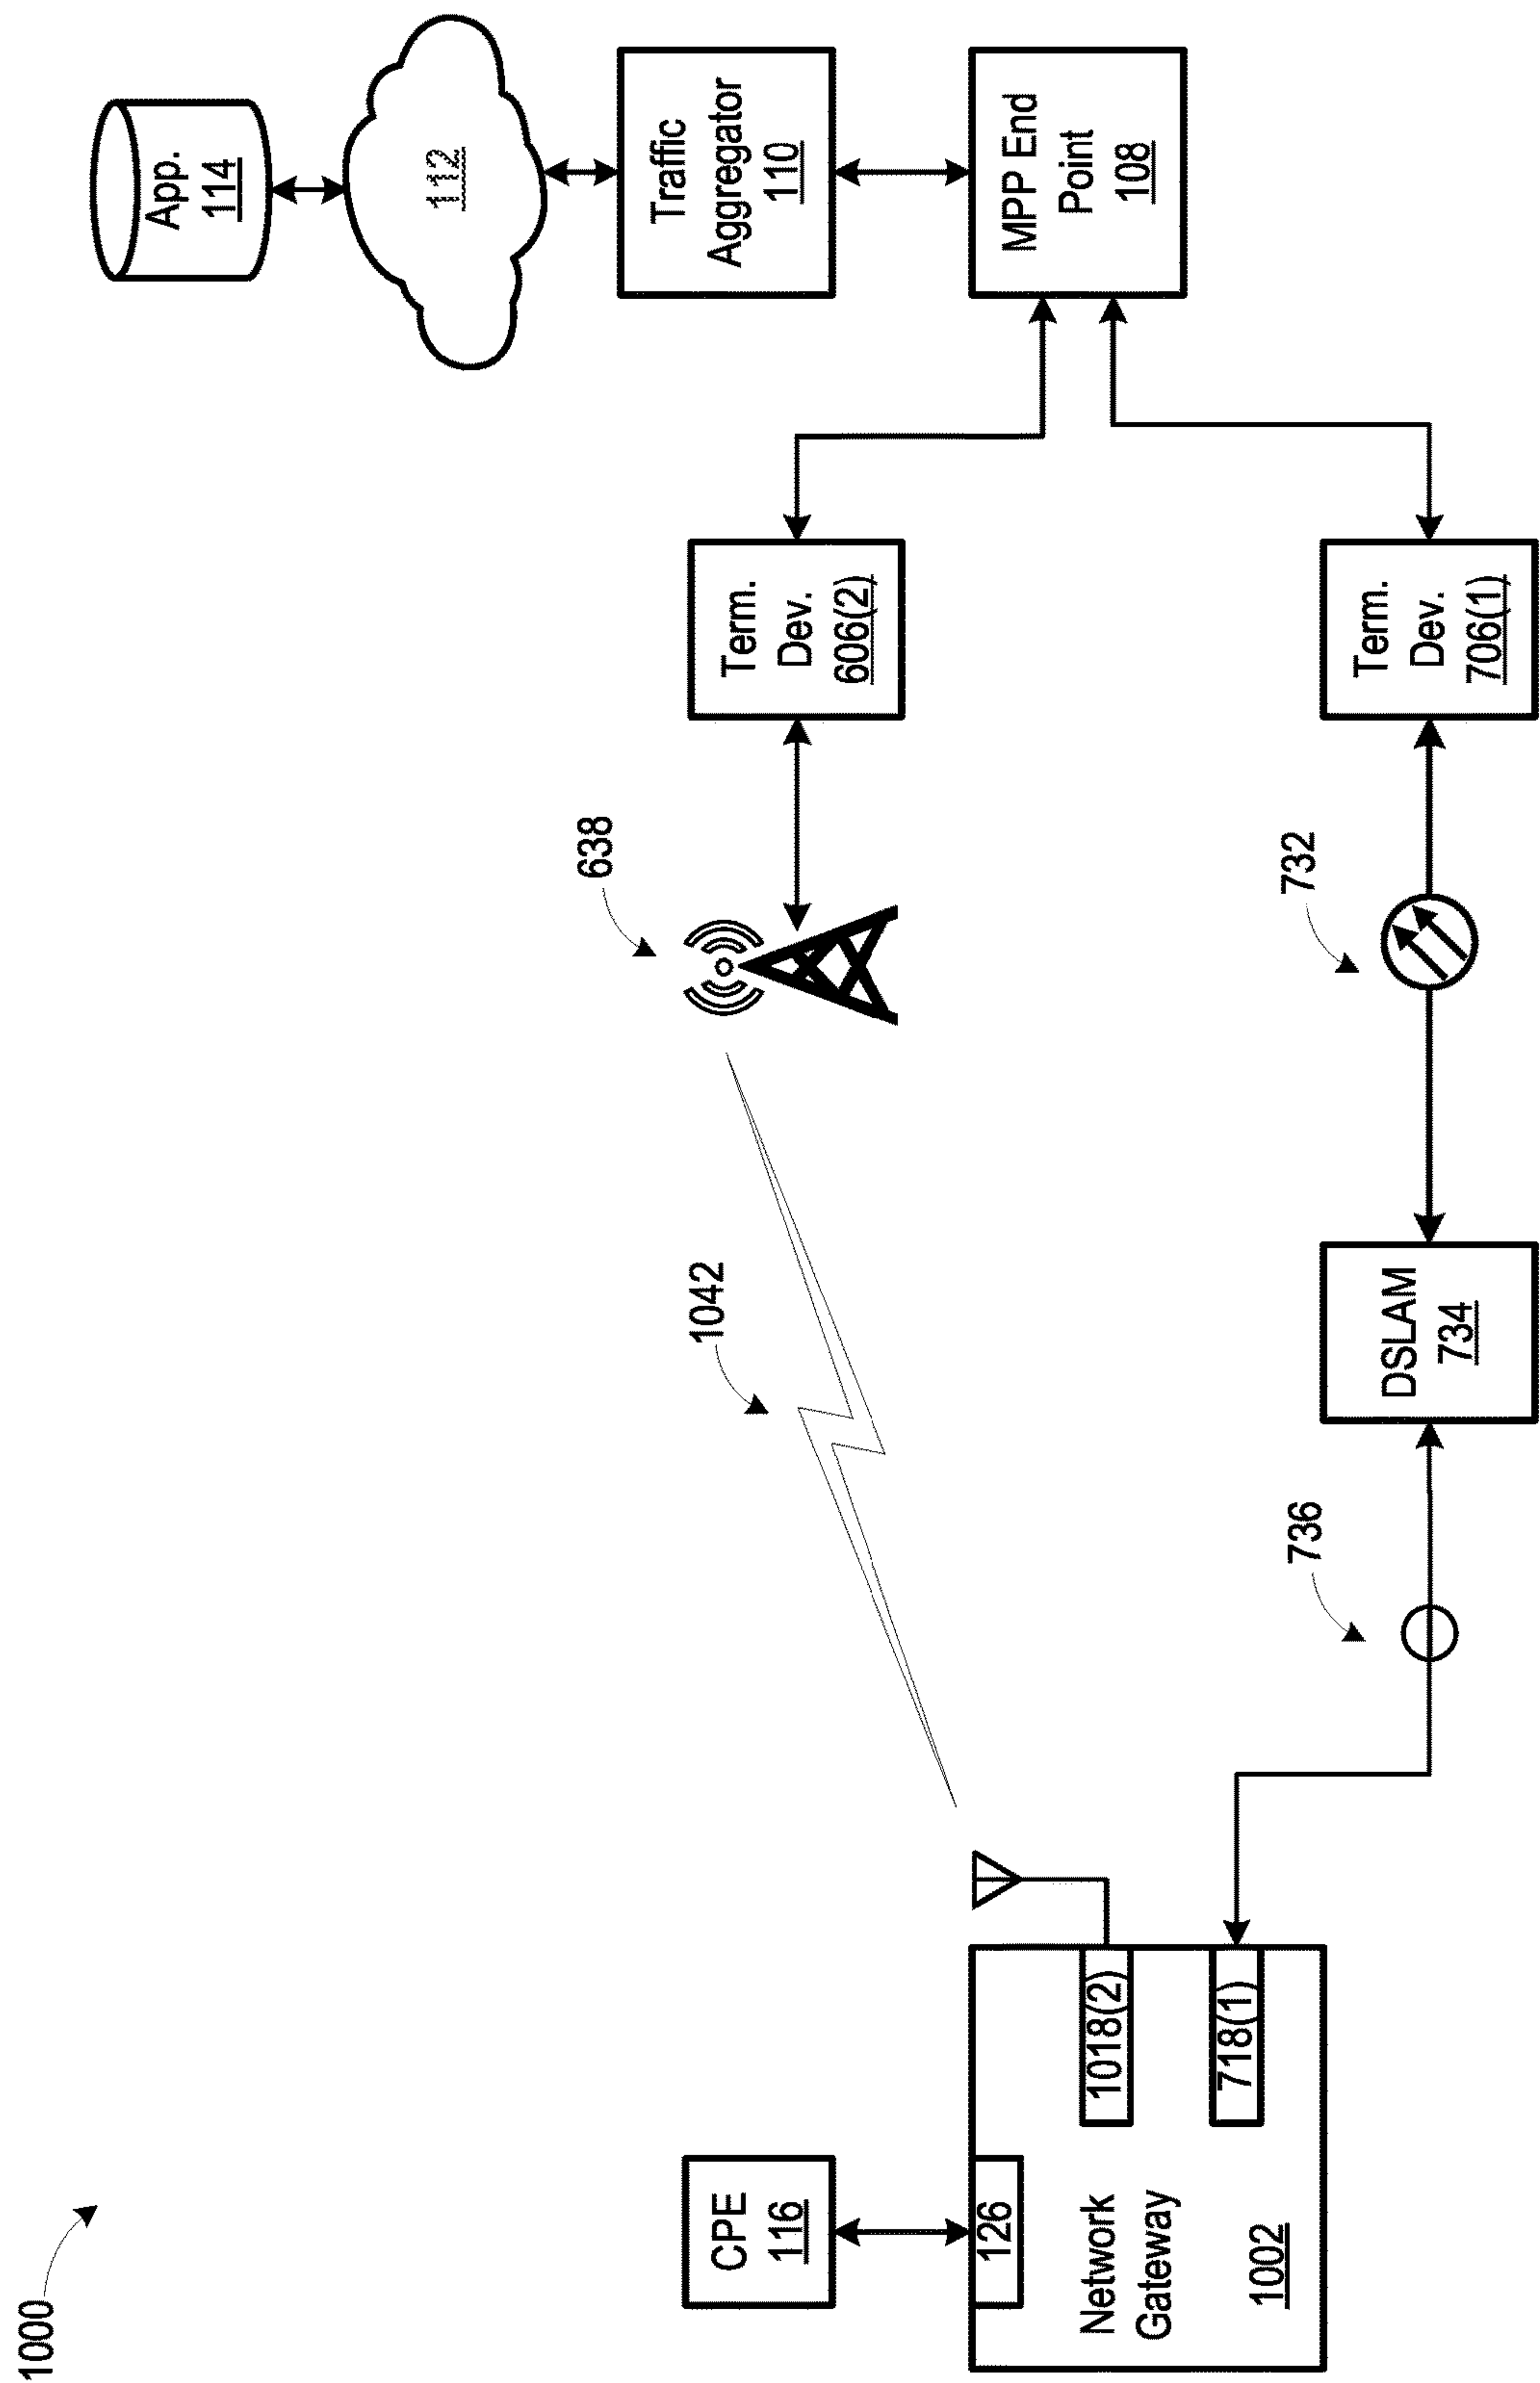 1000
CPE
116
126
Network
Gateway
1002
1018(2)
718(1)
1042
736
DSLAM
734
638
732
Term.
Dev.
606(2)
Term.
Dev.
706(1)
App.
114
112
Traffic
Aggregator
110
MPP End
Point
108